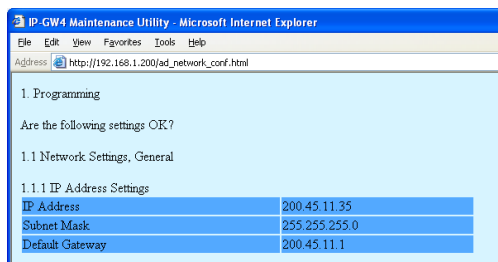 IP-GW4 Maintenance Utility - Microsoft Internet Explorer
File Edit View Favorites Tools Help
Address http://192.168.1.200/ad_network_conf.html
1. Programming
Are the following settings OK?
1.1 Network Settings, General
1.1.1 IP Address Settings
IP Address 200.45.11.35
Subnet Mask 255.255.255.0
Default Gateway 200.45.11.1